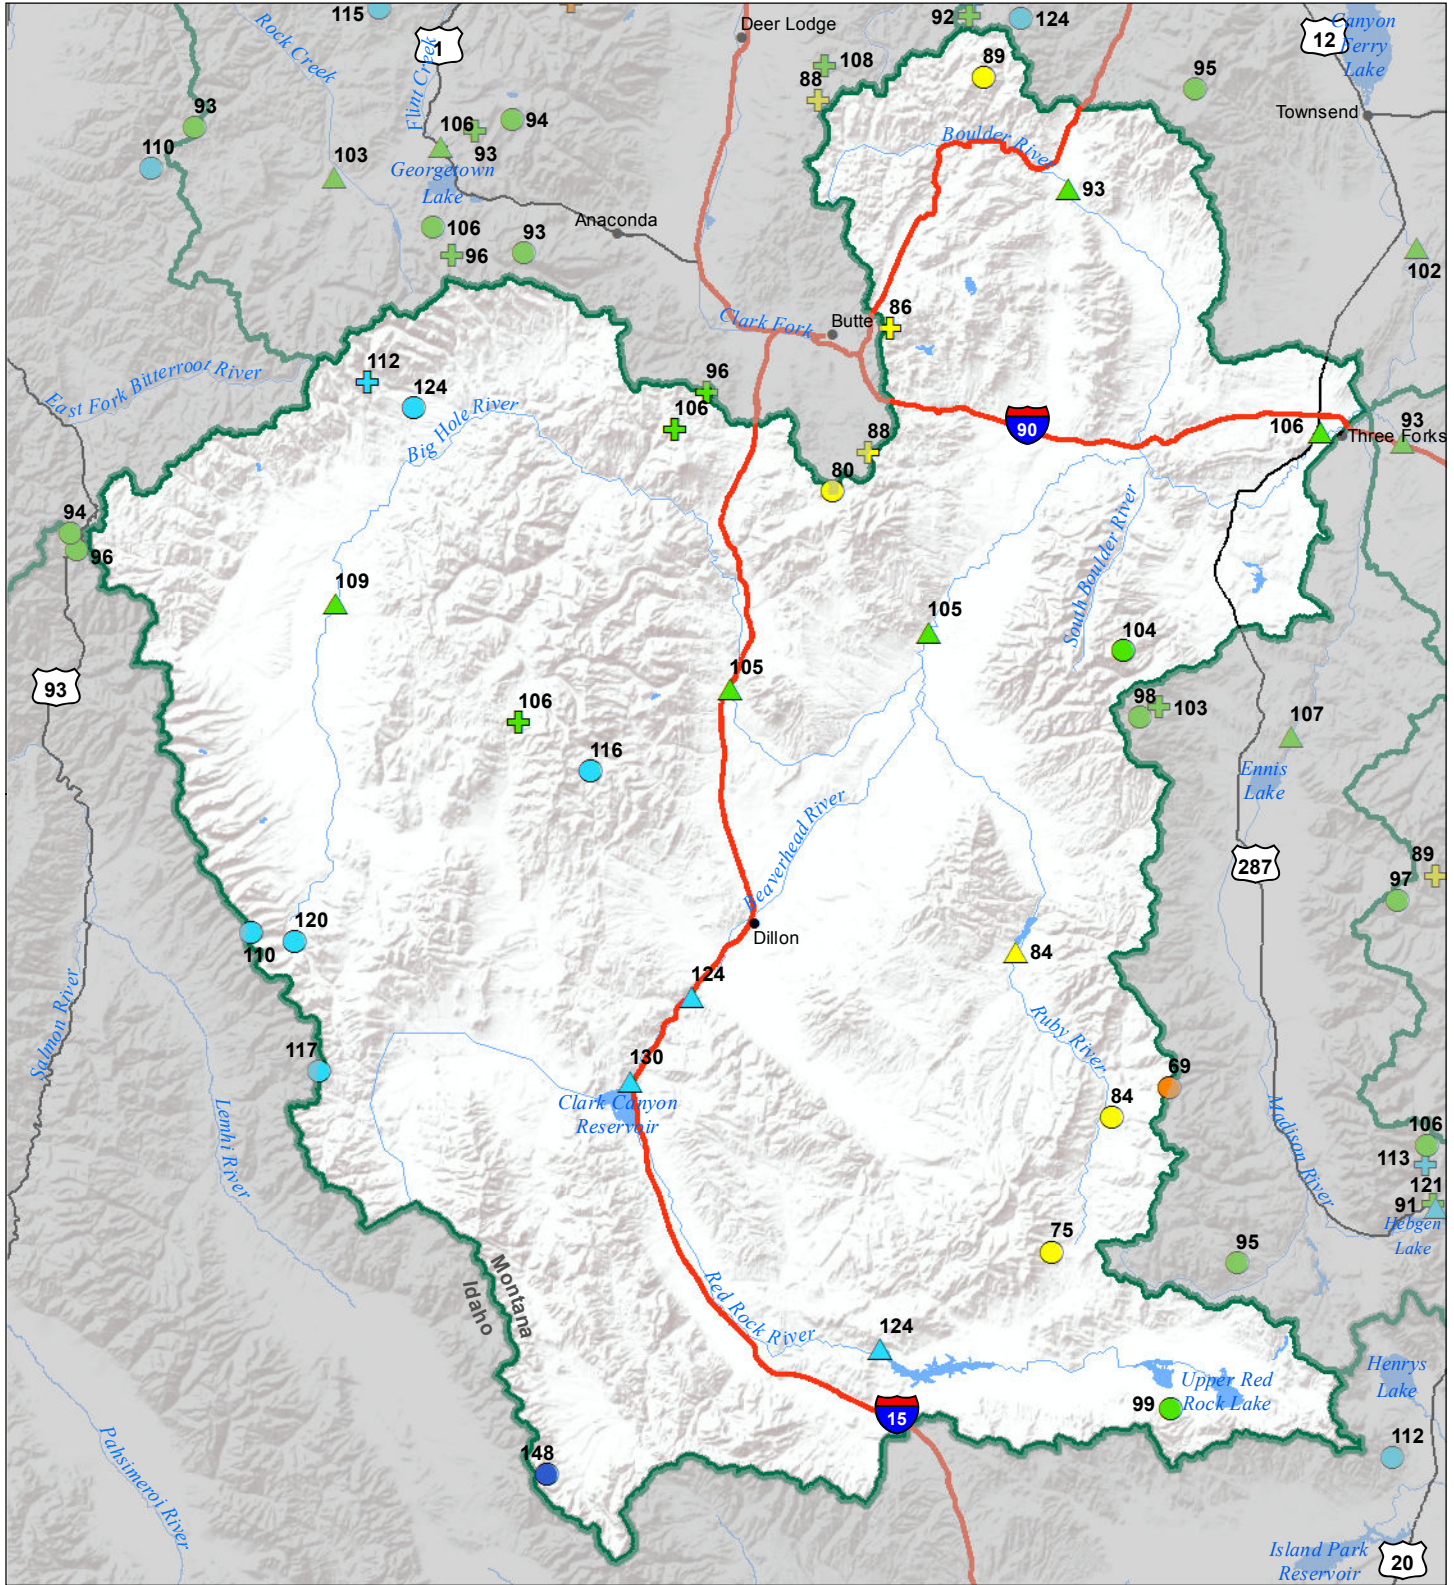 115
Rock Creek
Flint Creek
1
Deer Lodge
92
124
12
Canyon
Ferry
Lake
108
88
89
95
Townsend
93
110
103
106
93
94
Georgetown
Lake
Boulder River
93
106
96
93
Anaconda
102
Clark Fork
Butte
86
East Fork Bitterroot River
112
124
Big Hole River
96
106
88
80
90
106
Three Forks
93
94
96
109
South Boulder River
105
104
93
105
98
103
107
Ennis
Lake
106
116
Beaverhead River
287
89
97
Dillon
120
110
84
124
Salmon River
Ruby River
117
130
Clark Canyon
Reservoir
69
84
Lemhi River
Madison River
106
113
121
91
Hebgen
Lake
75
95
Montana
Idaho
Red Rock River
124
Upper Red
Rock Lake
Henrys
Lake
99
15
112
148
Pahsimeroi River
Island Park
Reservoir
20